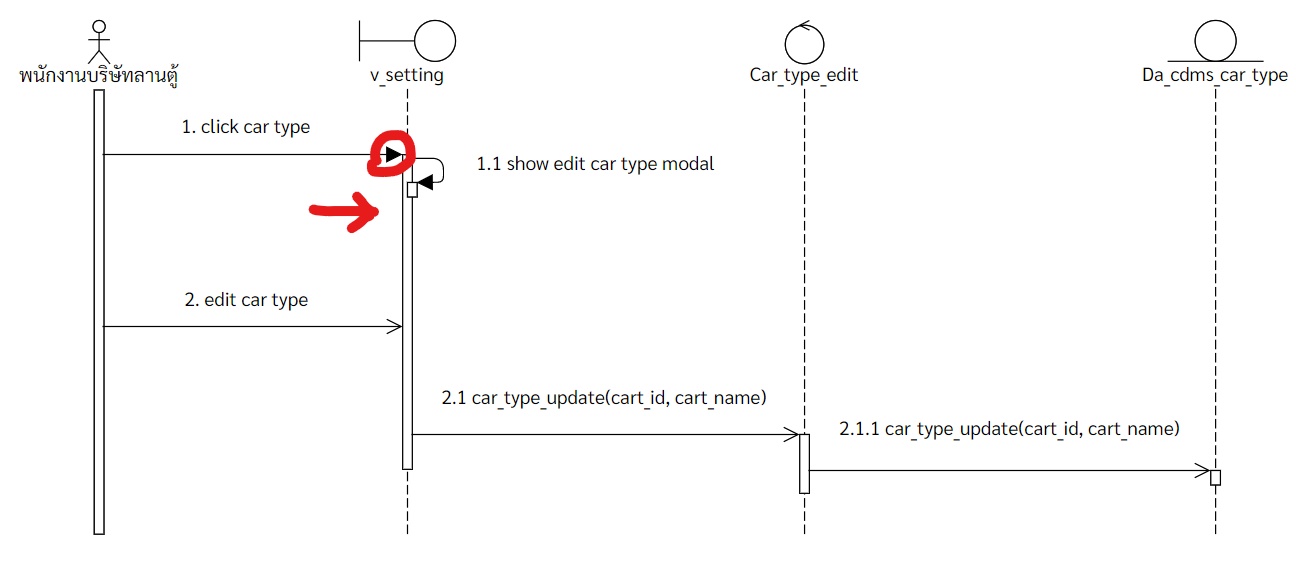 พนักงานบริษัทลานตู้
v_setting
Car_type_edit
Da_cdms_car_type
1. click car type
1.1 show edit car type modal
2. edit car type
2.1 car_type_update(cart_id, cart_name)
2.1.1 car_type_update(cart_id, cart_name)